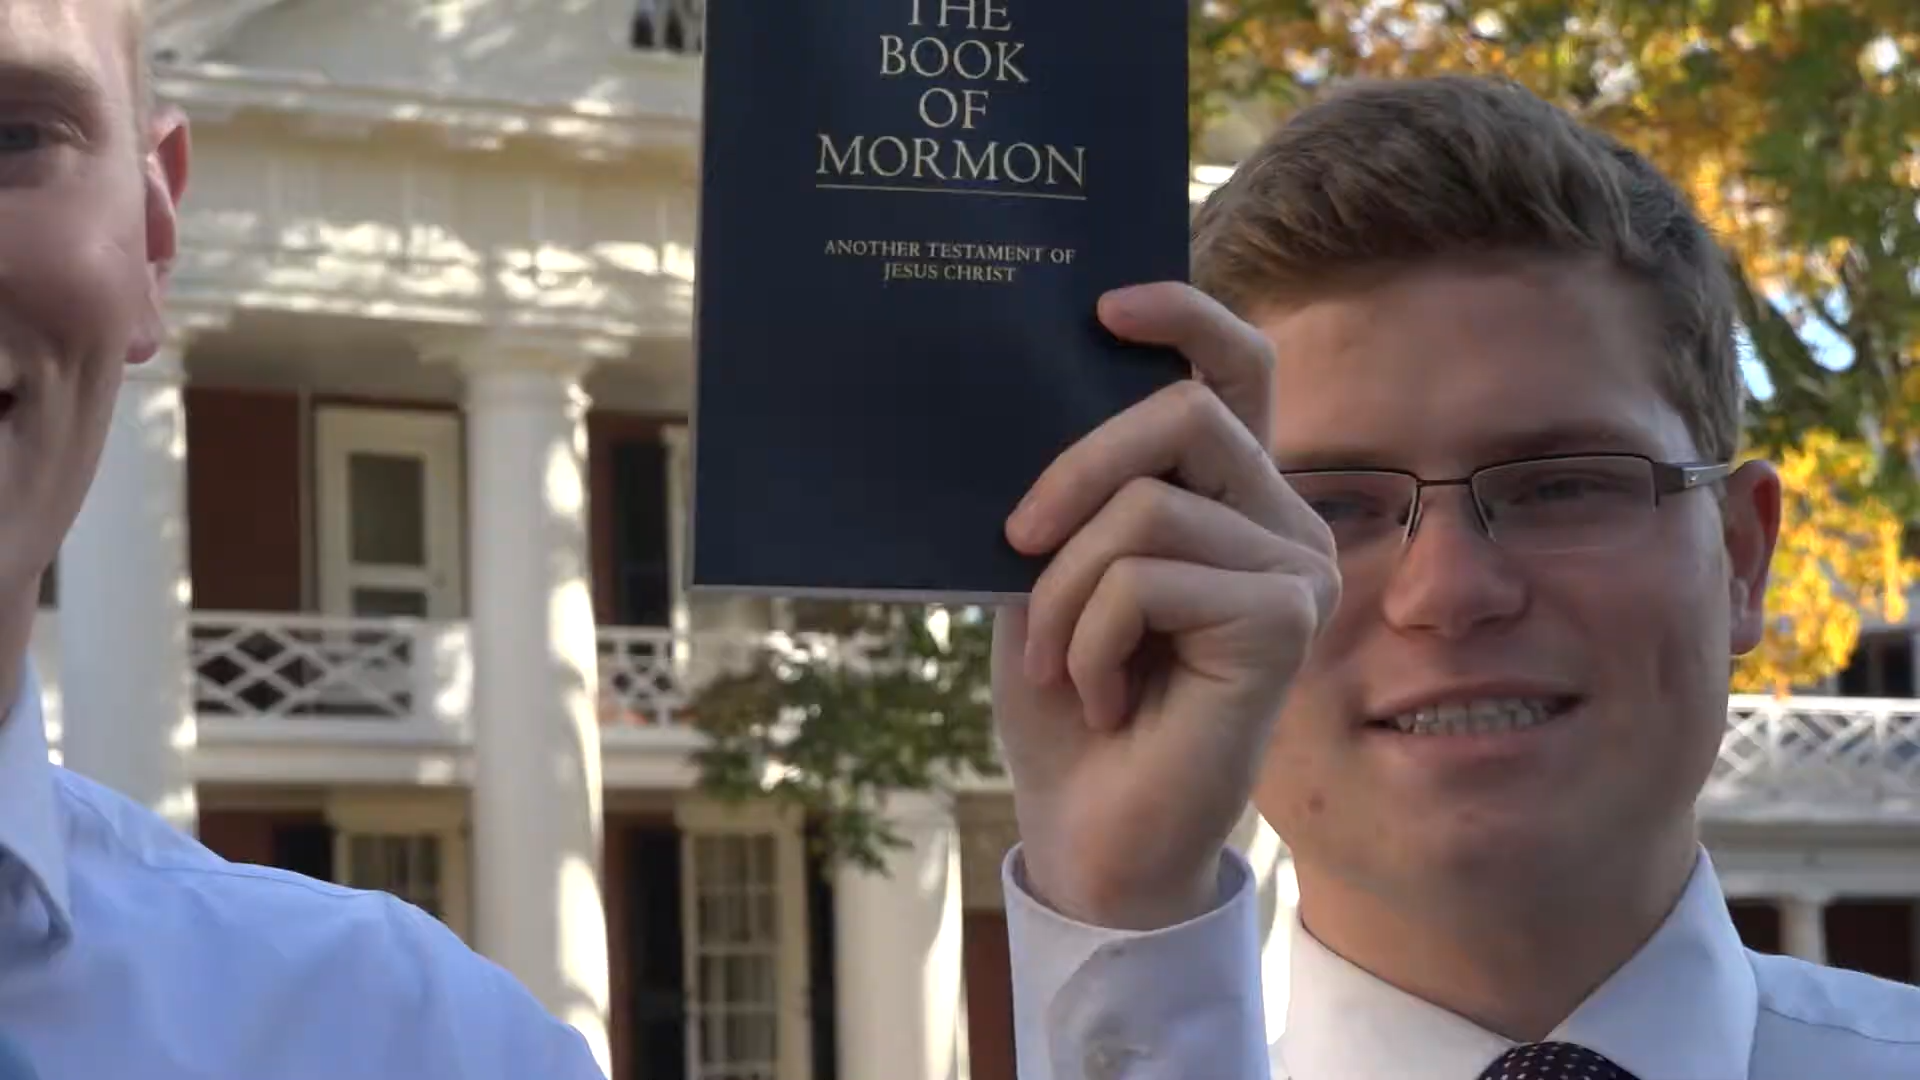 THE
BOOK
OF
MORMON
ANOTHER TESTAMENT OF
JESUS CHRIST